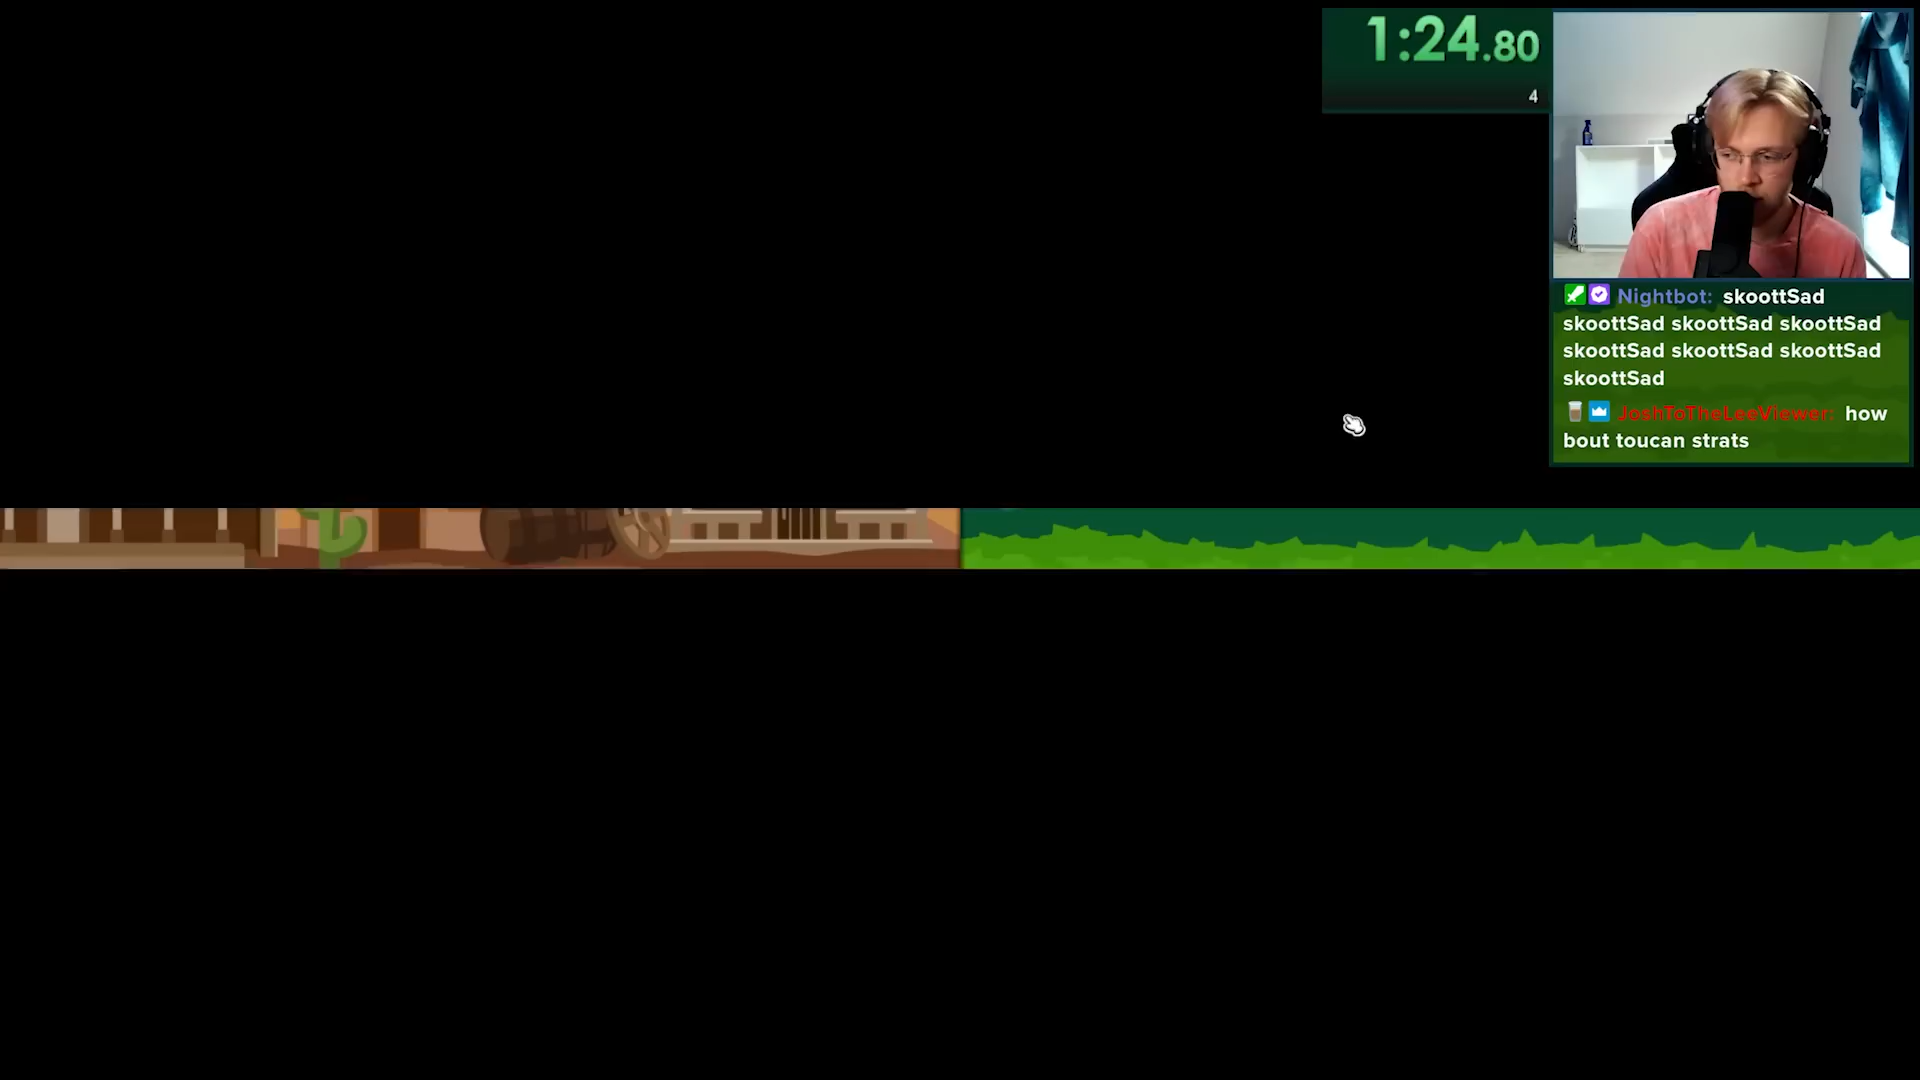 1:24.80
4
Nightbot: skoottSad
skoottSad skoottSad skoottSad
skoottSad skoottSad skoottSad
skoottSad
JoshToTheLeeViewer: how
bout toucan strats